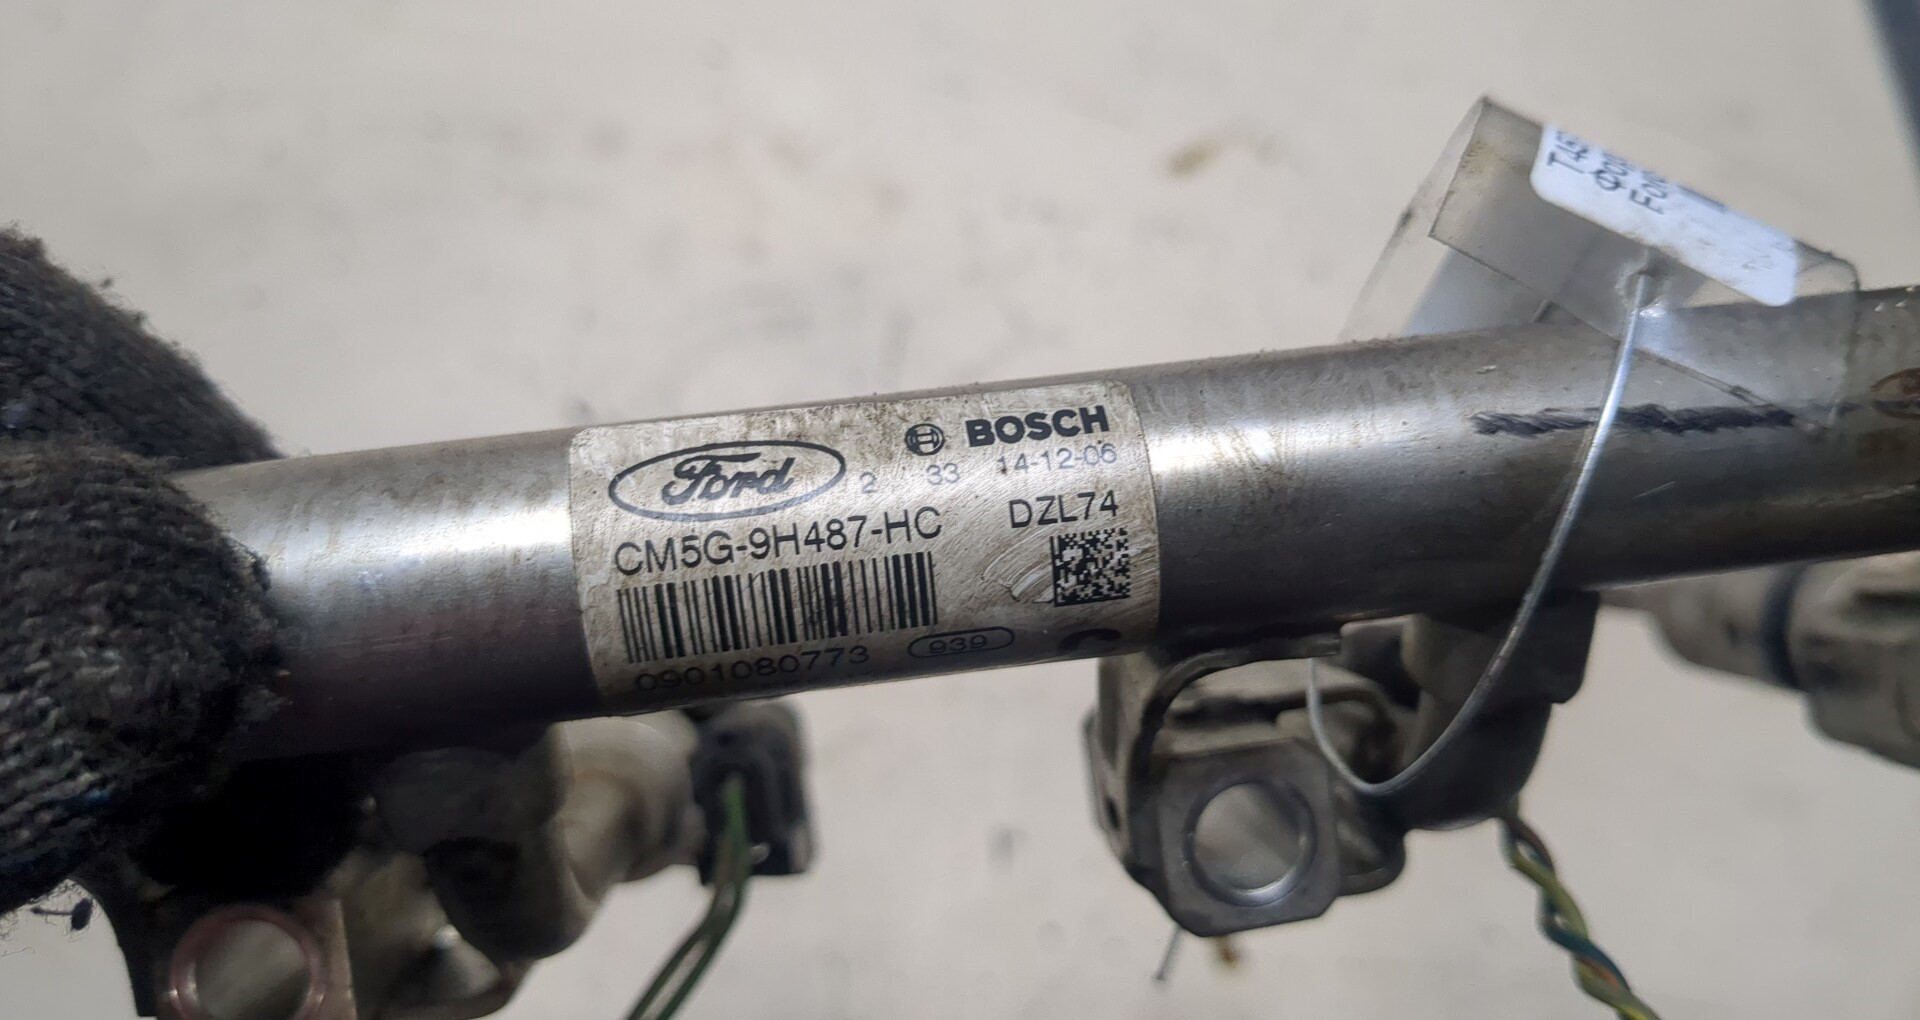 Ford
BOSCH
2 / 33 14-12-06
CM5G-9H487-HC
DZL74
0901080773
939
C